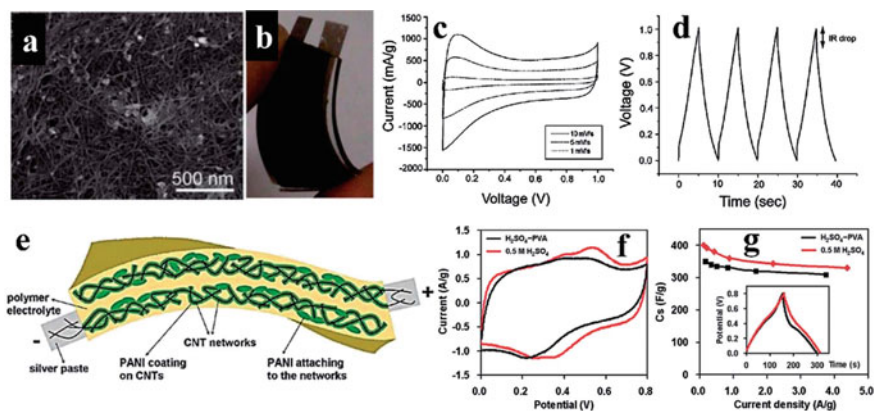 a
500 nm
b
c
Current (mA/g)
1500
1000
500
0
-500
-1000
-1500
-2000
10 mV/s
5 mV/s
1 mV/s
0.0 0.2 0.4 0.6 0.8 1.0
Voltage (V)
d
IR drop
Voltage (V)
1.0
0.8
0.6
0.4
0.2
0.0
0 10 20 30 40
Time (sec)
e
polymer
electrolyte
+
-
silver paste
PANI coating
on CNTs
CNT networks
PANI attaching
to the networks
f
H₂SO₄-PVA
0.5 M H₂SO₄
Current (A/g)
1.5
1.0
0.5
0.0
-0.5
-1.0
-1.5
0.0 0.2 0.4 0.6 0.8
Potential (V)
g
H₂SO₄-PVA
0.5 M H₂SO₄
Cs (F/g)
400
300
200
100
0
Potential (V)
0.8
0.6
0.4
0.2
0.0
0 100 200 300 Time (s)
0.0 1.0 2.0 3.0 4.0 5.0
Current density (A/g)